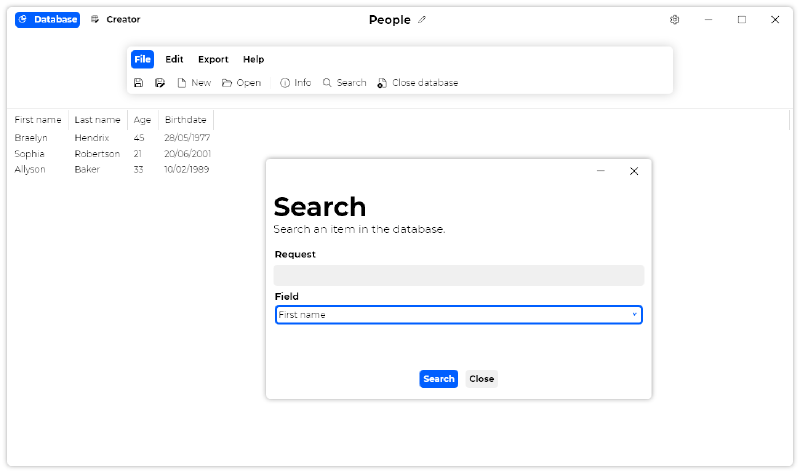 Database Creator People
File Edit Export Help
New Open Info Search Close database
First name Last name Age Birthdate
Braelyn Hendrix 45 28/05/1977
Sophia Robertson 21 20/06/2001
Allyson Baker 33 10/02/1989
Search
Search an item in the database.
Request
Field
First name
Search Close